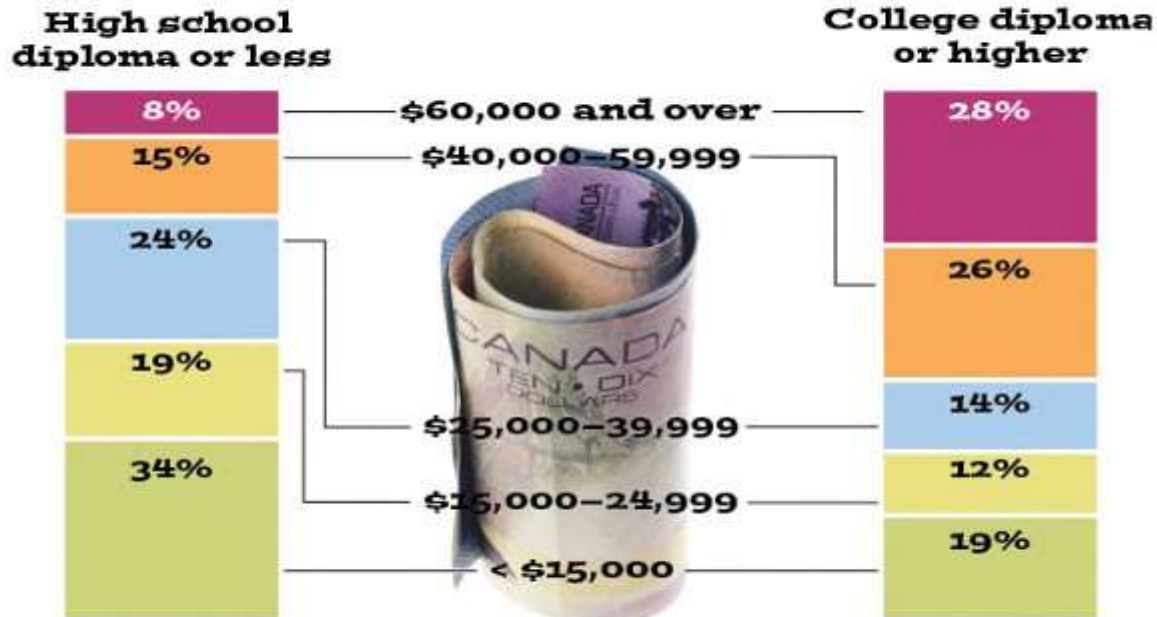 High school
diploma or less
College diploma
or higher
8%
$60,000 and over
28%
15%
$40,000–59,999
26%
24%
$25,000–39,999
14%
19%
$15,000–24,999
12%
34%
< $15,000
19%
CANADA
TEN • DIX
DOLLARS